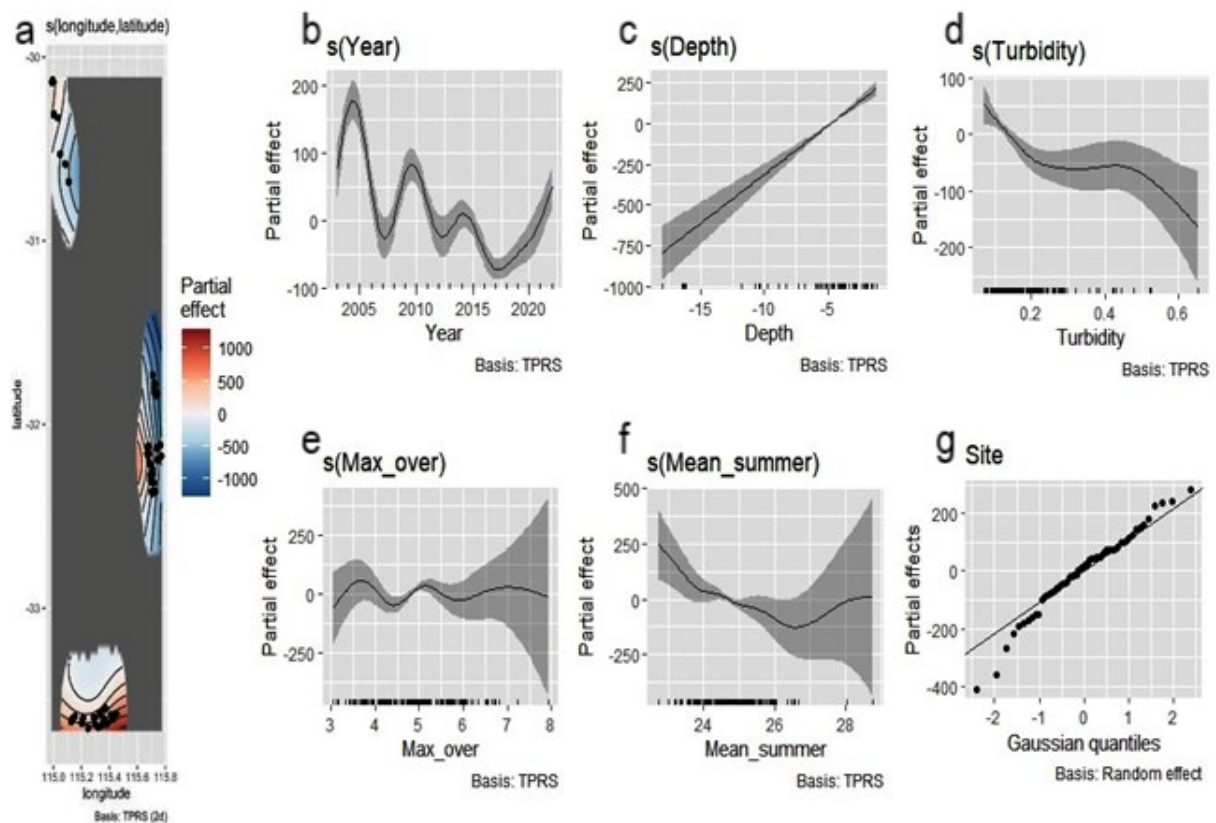 a
s(longitude,latitude)
-30
-31
-32
-33
latitude
115.0 115.2 115.4 115.6 115.8
longitude
Basis: TPRS (2d)
Partial
effect
1000
500
0
-500
-1000
b
s(Year)
Partial effect
200
100
0
-100
2005 2010 2015 2020
Year
Basis: TPRS
c
s(Depth)
Partial effect
250
0
-250
-500
-750
-1000
-15 -10 -5
Depth
Basis: TPRS
d
s(Turbidity)
Partial effect
100
0
-100
-200
0.2 0.4 0.6
Turbidity
Basis: TPRS
e
s(Max_over)
Partial effect
250
0
-250
3 4 5 6 7 8
Max_over
Basis: TPRS
f
s(Mean_summer)
Partial effect
500
250
0
-250
24 26 28
Mean_summer
Basis: TPRS
g
Site
Partial effects
200
0
-200
-400
-2 -1 0 1 2
Gaussian quantiles
Basis: Random effect